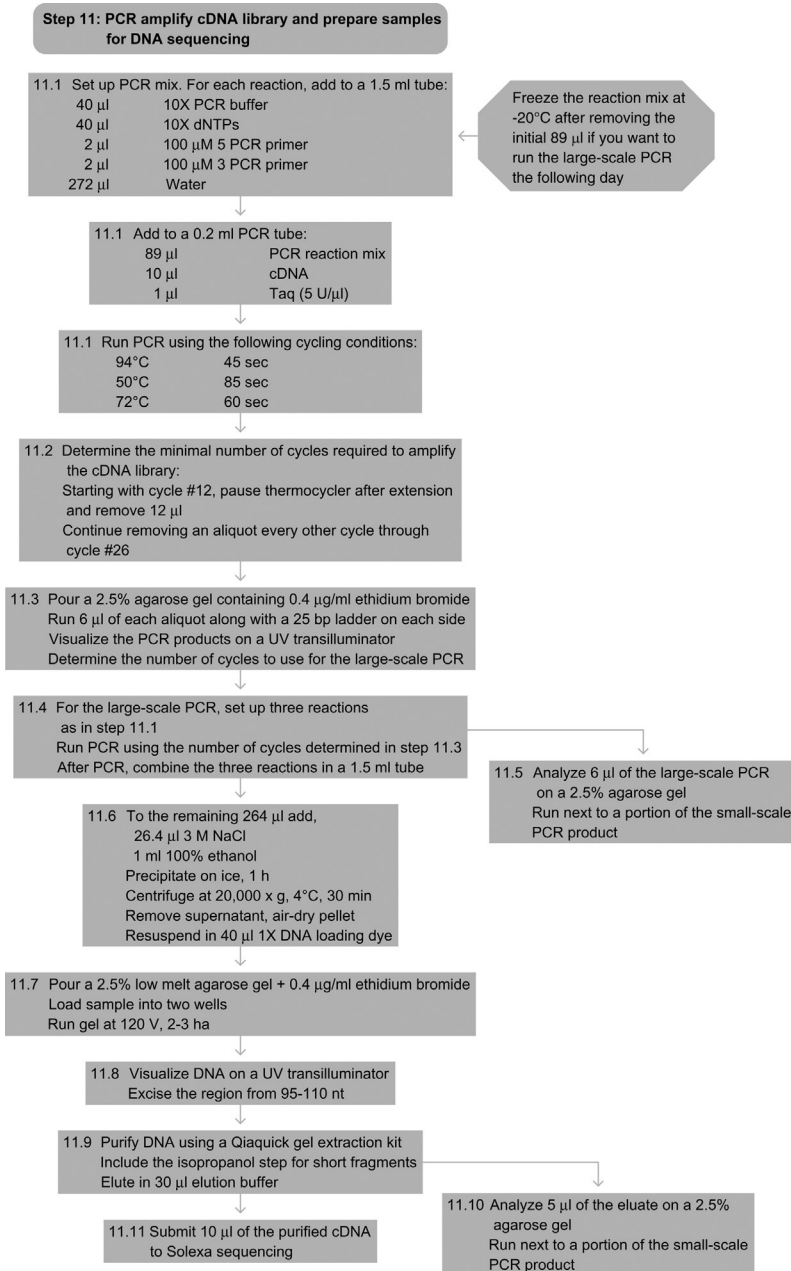 Step 11: PCR amplify cDNA library and prepare samples
for DNA sequencing
11.1 Set up PCR mix. For each reaction, add to a 1.5 ml tube:
40 µl 10X PCR buffer
40 µl 10X dNTPs
2 µl 100 µM 5 PCR primer
2 µl 100 µM 3 PCR primer
272 µl Water
Freeze the reaction mix at
-20°C after removing the
initial 89 µl if you want to
run the large-scale PCR
the following day
11.1 Add to a 0.2 ml PCR tube:
89 µl PCR reaction mix
10 µl cDNA
1 µl Taq (5 U/µl)
11.1 Run PCR using the following cycling conditions:
94°C 45 sec
50°C 85 sec
72°C 60 sec
11.2 Determine the minimal number of cycles required to amplify
the cDNA library:
Starting with cycle #12, pause thermocycler after extension
and remove 12 µl
Continue removing an aliquot every other cycle through
cycle #26
11.3 Pour a 2.5% agarose gel containing 0.4 µg/ml ethidium bromide
Run 6 µl of each aliquot along with a 25 bp ladder on each side
Visualize the PCR products on a UV transilluminator
Determine the number of cycles to use for the large-scale PCR
11.4 For the large-scale PCR, set up three reactions
as in step 11.1
Run PCR using the number of cycles determined in step 11.3
After PCR, combine the three reactions in a 1.5 ml tube
11.5 Analyze 6 µl of the large-scale PCR
on a 2.5% agarose gel
Run next to a portion of the small-scale
PCR product
11.6 To the remaining 264 µl add,
26.4 µl 3 M NaCl
1 ml 100% ethanol
Precipitate on ice, 1 h
Centrifuge at 20,000 x g, 4°C, 30 min
Remove supernatant, air-dry pellet
Resuspend in 40 µl 1X DNA loading dye
11.7 Pour a 2.5% low melt agarose gel + 0.4 µg/ml ethidium bromide
Load sample into two wells
Run gel at 120 V, 2-3 ha
11.8 Visualize DNA on a UV transilluminator
Excise the region from 95-110 nt
11.9 Purify DNA using a Qiaquick gel extraction kit
Include the isopropanol step for short fragments
Elute in 30 µl elution buffer
11.10 Analyze 5 µl of the eluate on a 2.5%
agarose gel
Run next to a portion of the small-scale
PCR product
11.11 Submit 10 µl of the purified cDNA
to Solexa sequencing